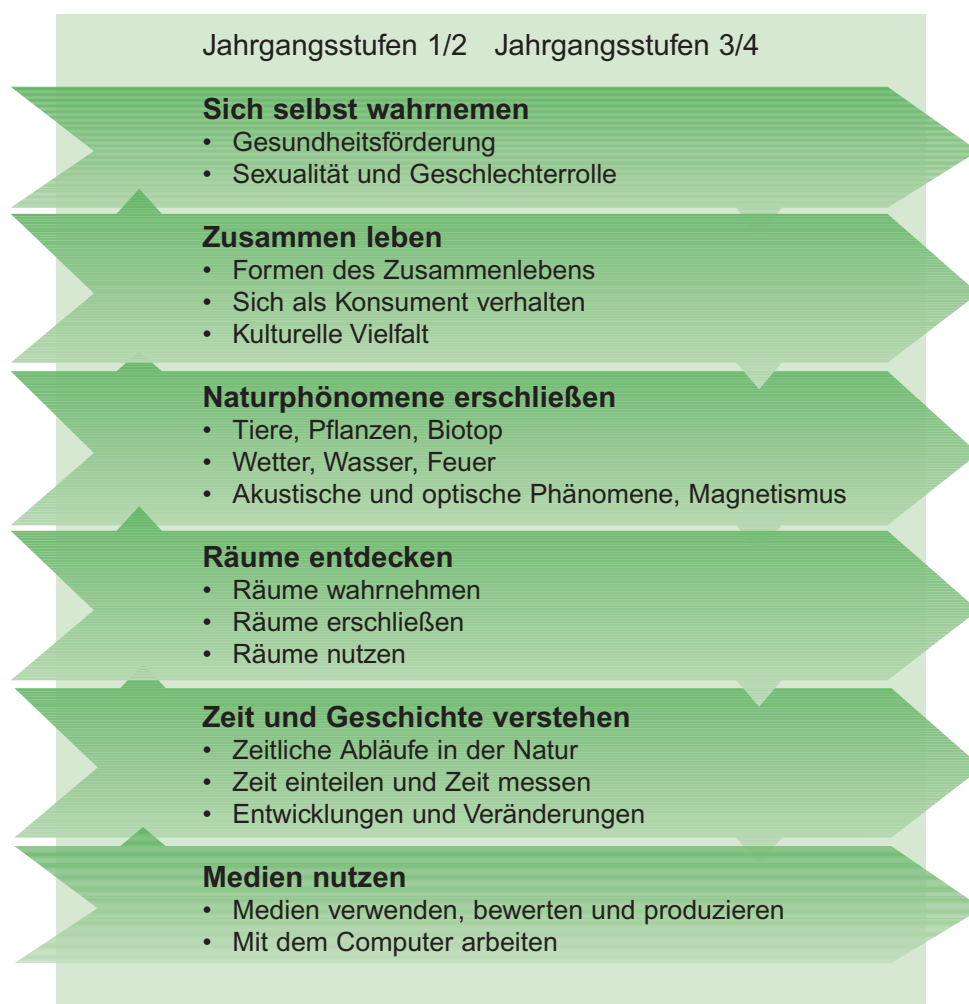 Jahrgangsstufen 1/2 Jahrgangsstufen 3/4
Sich selbst wahrnemen
• Gesundheitsförderung
• Sexualität und Geschlechterrolle
Zusammen leben
• Formen des Zusammenlebens
• Sich als Konsument verhalten
• Kulturelle Vielfalt
Naturphönomene erschließen
• Tiere, Pflanzen, Biotop
• Wetter, Wasser, Feuer
• Akustische und optische Phänomene, Magnetismus
Räume entdecken
• Räume wahrnehmen
• Räume erschließen
• Räume nutzen
Zeit und Geschichte verstehen
• Zeitliche Abläufe in der Natur
• Zeit einteilen und Zeit messen
• Entwicklungen und Veränderungen
Medien nutzen
• Medien verwenden, bewerten und produzieren
• Mit dem Computer arbeiten